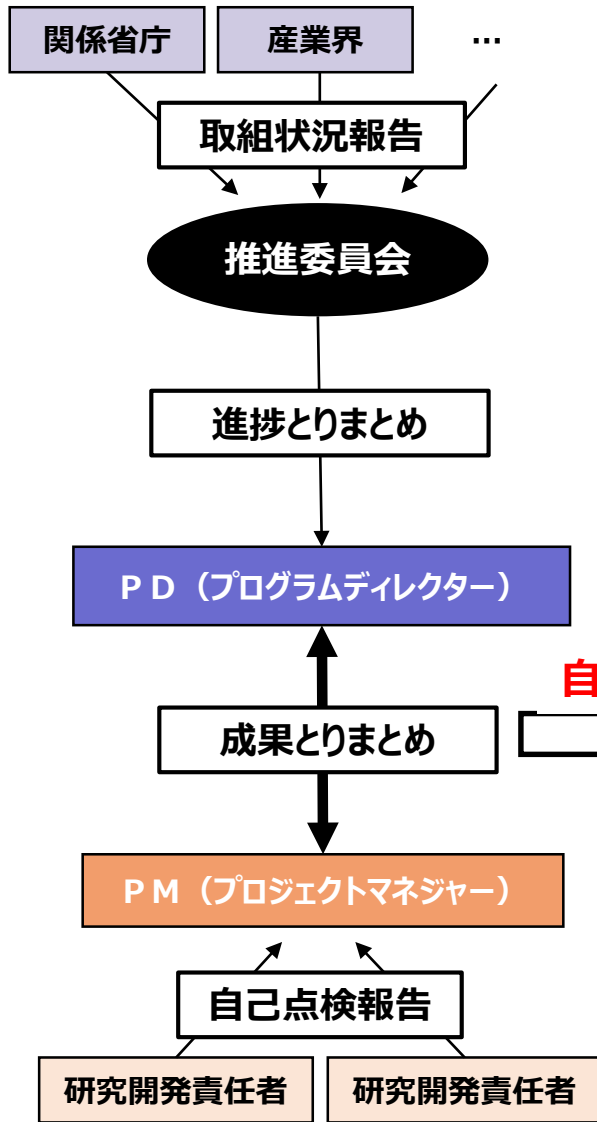 関係省庁
産業界
…
取組状況報告
推進委員会
進捗とりまとめ
ＰＤ（プログラムディレクター）
自
成果とりまとめ
ＰＭ（プロジェクトマネジャー）
自己点検報告
研究開発責任者
研究開発責任者